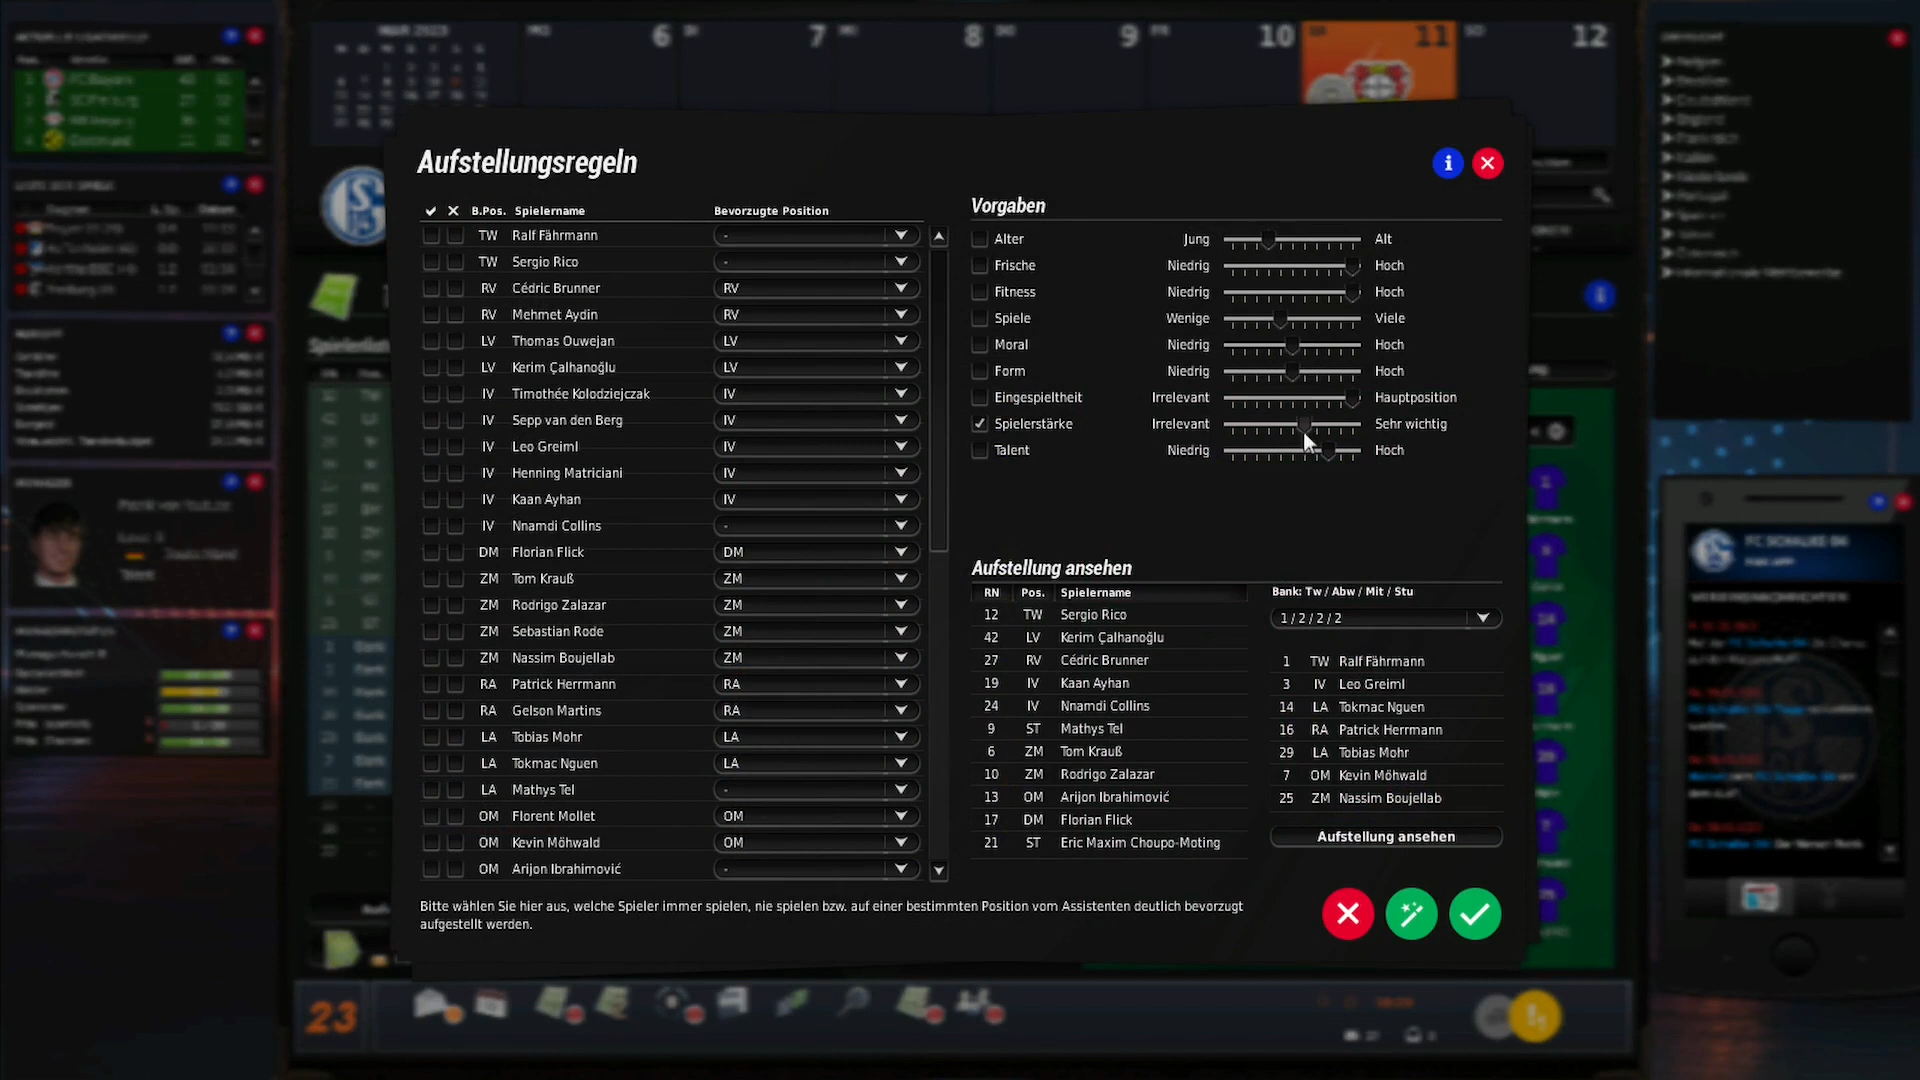 6 7 8 9 10 11 12
Aufstellungsregeln
B.Pos. Spielername Bevorzugte Position
TW Ralf Fährmann -
TW Sergio Rico -
RV Cédric Brunner RV
RV Mehmet Aydin RV
LV Thomas Ouwejan LV
LV Kerim Çalhanoğlu LV
IV Timothée Kolodziejczak IV
IV Sepp van den Berg IV
IV Leo Greiml IV
IV Henning Matriciani IV
IV Kaan Ayhan IV
IV Nnamdi Collins -
DM Florian Flick DM
ZM Tom Krauß ZM
ZM Rodrigo Zalazar ZM
ZM Sebastian Rode ZM
ZM Nassim Boujellab ZM
RA Patrick Herrmann RA
RA Gelson Martins RA
LA Tobias Mohr LA
LA Tokmac Nguen LA
LA Mathys Tel -
OM Florent Mollet OM
OM Kevin Möhwald OM
OM Arijon Ibrahimović -
Bitte wählen Sie hier aus, welche Spieler immer spielen, nie spielen bzw. auf einer bestimmten Position vom Assistenten deutlich bevorzugt
aufgestellt werden.
Vorgaben
Alter Jung Alt
Frische Niedrig Hoch
Fitness Niedrig Hoch
Spiele Wenige Viele
Moral Niedrig Hoch
Form Niedrig Hoch
Eingespieltheit Irrelevant Hauptposition
Spielerstärke Irrelevant Sehr wichtig
Talent Niedrig Hoch
Aufstellung ansehen
RN Pos. Spielername
12 TW Sergio Rico
42 LV Kerim Çalhanoğlu
27 RV Cédric Brunner
19 IV Kaan Ayhan
24 IV Nnamdi Collins
9 ST Mathys Tel
6 ZM Tom Krauß
10 ZM Rodrigo Zalazar
13 OM Arijon Ibrahimović
17 DM Florian Flick
21 ST Eric Maxim Choupo-Moting
Bank: Tw / Abw / Mit / Stu
1 / 2 / 2 / 2
1 TW Ralf Fährmann
3 IV Leo Greiml
14 LA Tokmac Nguen
16 RA Patrick Herrmann
29 LA Tobias Mohr
7 OM Kevin Möhwald
25 ZM Nassim Boujellab
Aufstellung ansehen
FC SCHALKE 04
23